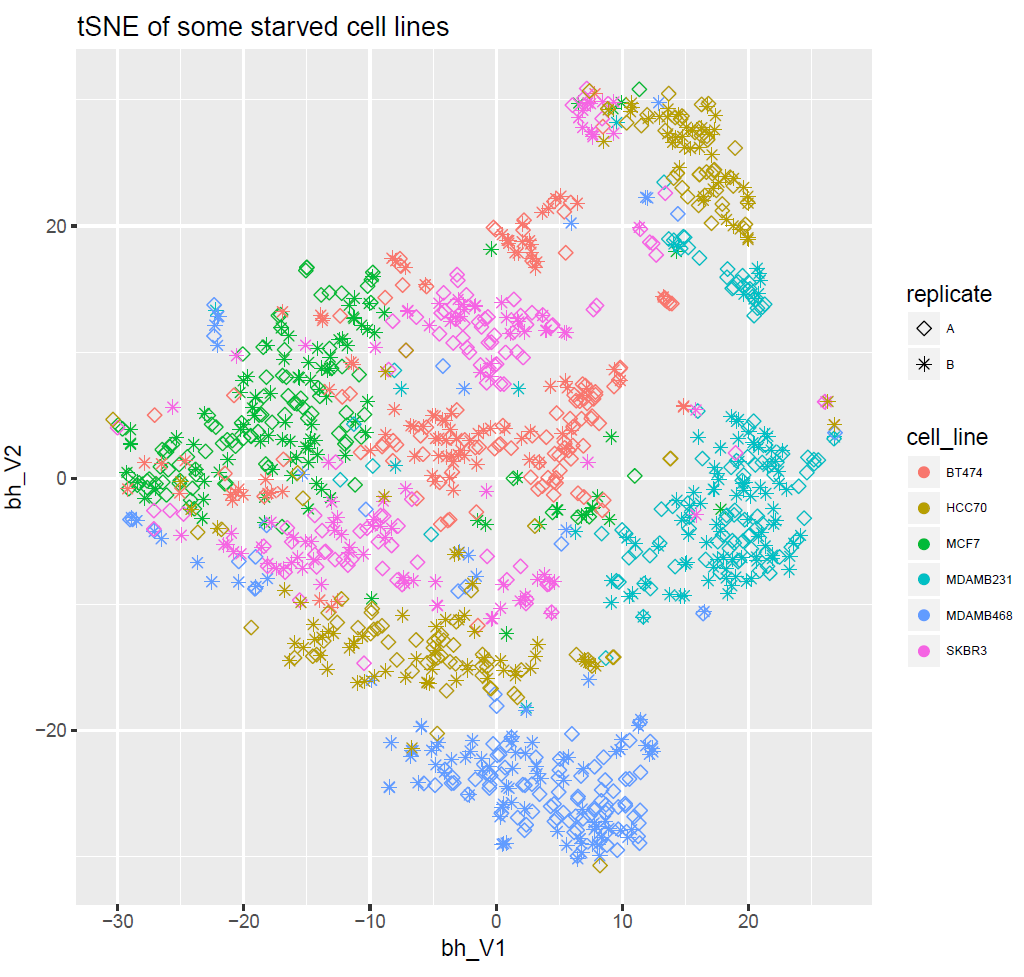 tSNE of some starved cell lines
20
0
−20
−30
−20
−10
0
10
20
bh_V1
bh_V2
replicate
A
B
cell_line
BT474
HCC70
MCF7
MDAMB231
MDAMB468
SKBR3